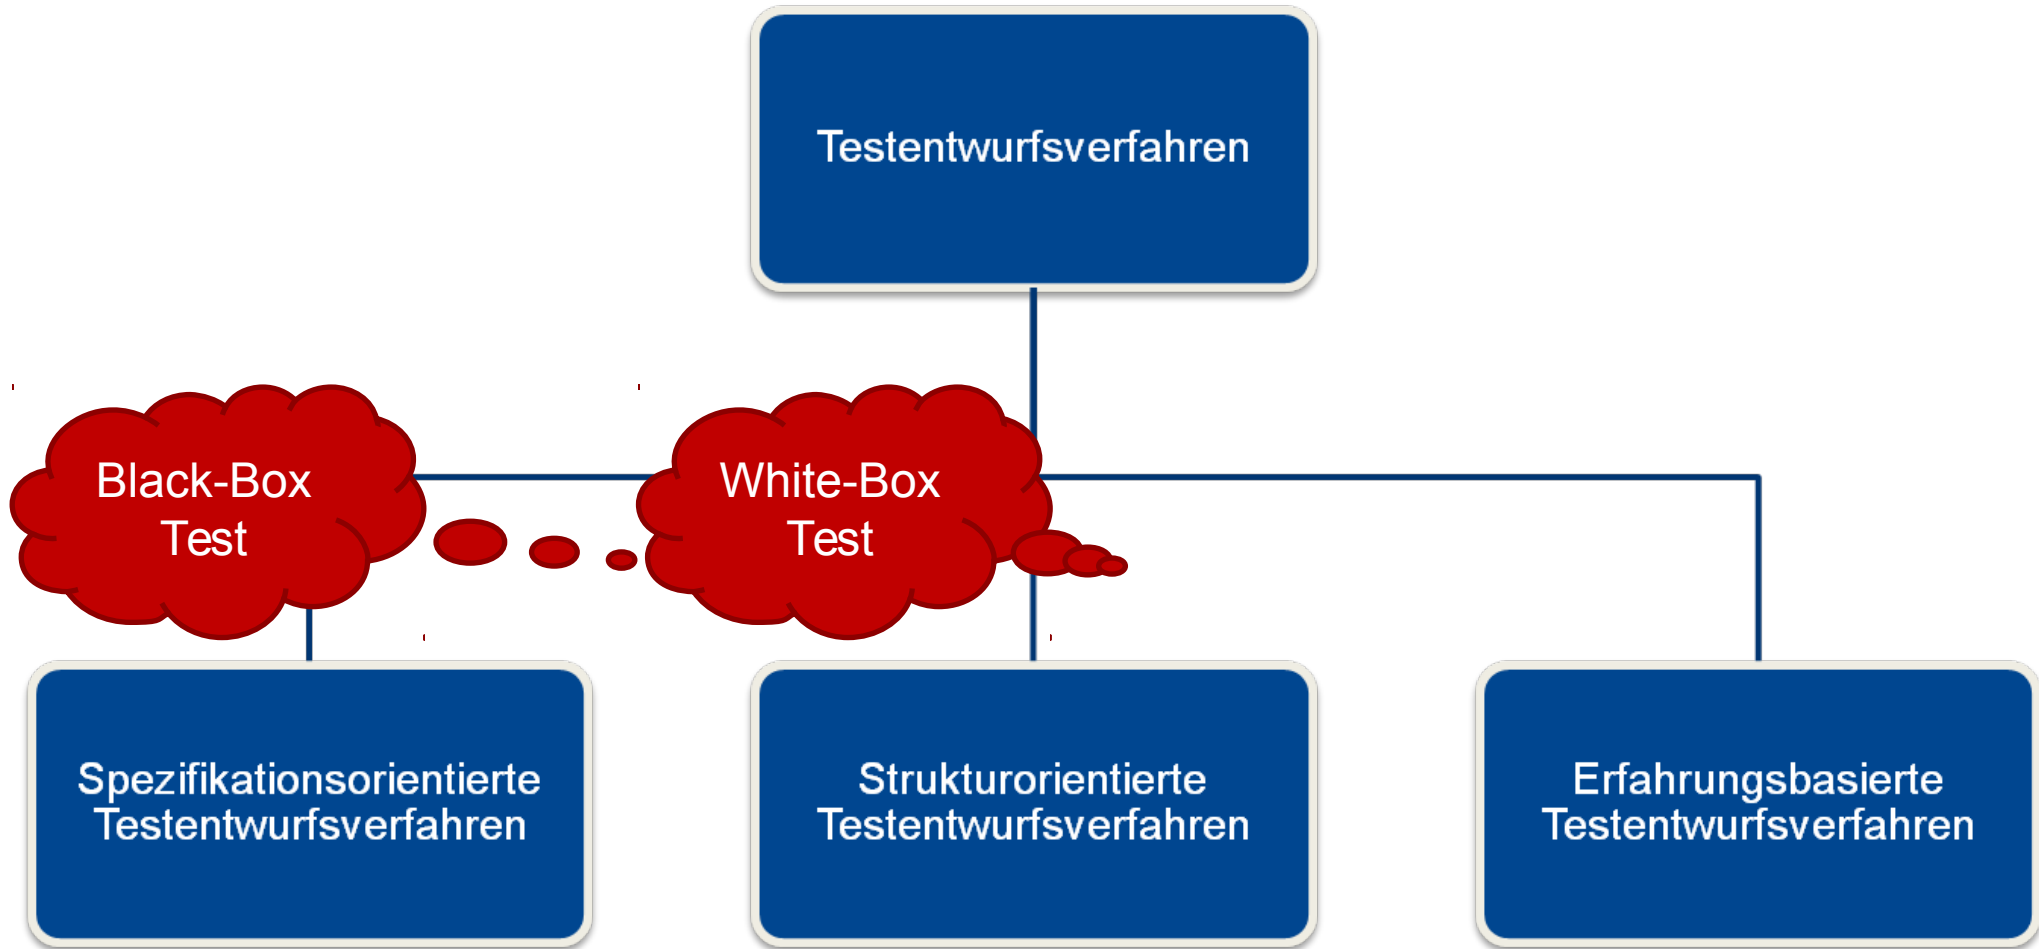 Testentwurfsverfahren
Black-Box
Test
White-Box
Test
Spezifikationsorientierte
Testentwurfsverfahren
Strukturorientierte
Testentwurfsverfahren
Erfahrungsbasierte
Testentwurfsverfahren